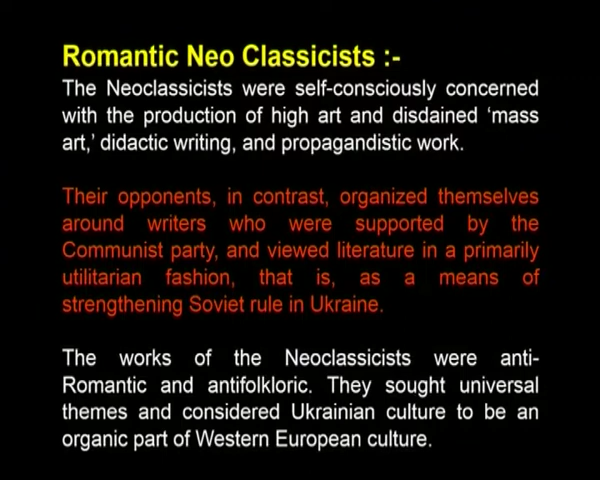 Romantic Neo Classicists :-
The Neoclassicists were self-consciously concerned
with the production of high art and disdained ‘mass
art,’ didactic writing, and propagandistic work.
Their opponents, in contrast, organized themselves
around writers who were supported by the
Communist party, and viewed literature in a primarily
utilitarian fashion, that is, as a means of
strengthening Soviet rule in Ukraine.
The works of the Neoclassicists were anti-
Romantic and antifolkloric. They sought universal
themes and considered Ukrainian culture to be an
organic part of Western European culture.